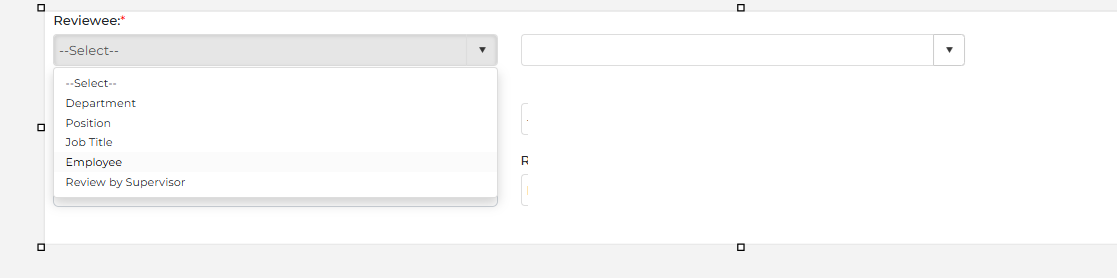 Reviewee:*
--Select--
--Select--
Department
Position
Job Title
Employee
Review by Supervisor
R